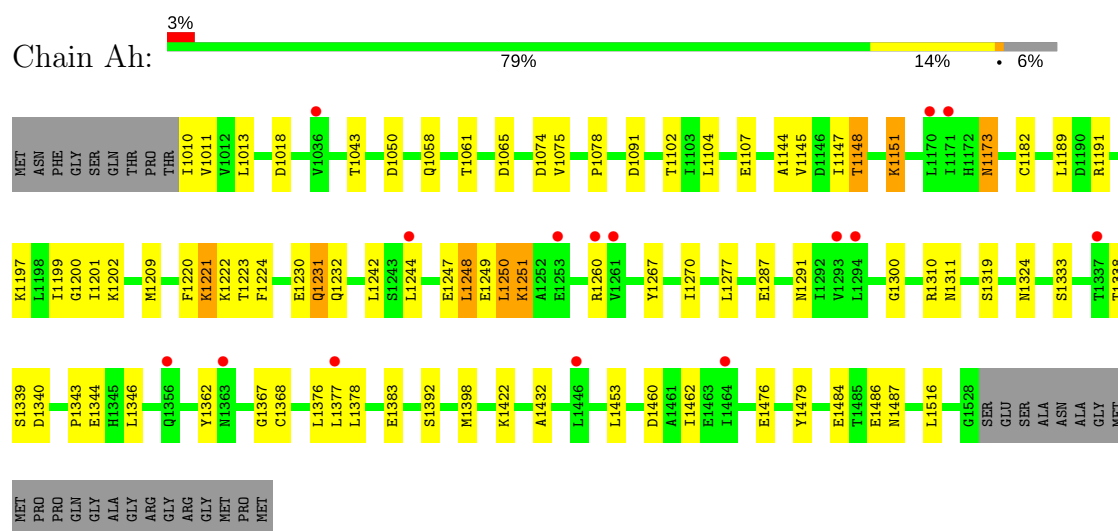 3%
Chain Ah:
79% 14% • 6%
MET ASN PHE GLY SER GLN THR PRO THR I1010 V1011 V1012 L1013 D1018 V1036 T1043 D1050 Q1058 T1061 D1065 D1074 V1075 P1078 D1091 T1102 I1103 L1104 E1107 A1144 V1145 D1146 I1147 T1148 K1151 L1170 I1171 H1172 N1173 C1182 L1189 D1190 R1191
K1197 L1198 I1199 G1200 I1201 K1202 M1209 F1220 K1221 K1222 T1223 F1224 E1230 Q1231 Q1232 L1242 S1243 L1244 E1247 L1248 E1249 L1250 K1251 A1252 E1253 R1260 V1261 Y1267 I1270 L1277 E1287 N1291 I1292 V1293 L1294 G1300 R1310 N1311 S1319 N1324 S1333 T1337 T1338
S1339 D1340 P1343 E1344 H1345 L1346 Q1356 Y1362 N1363 G1367 C1368 L1376 L1377 L1378 E1383 S1392 M1398 K1422 A1432 L1446 L1453 D1460 A1461 I1462 E1463 I1464 E1476 Y1479 E1484 T1485 E1486 N1487 L1516 G1528 SER GLU SER ALA ASN ALA GLY MET
MET PRO PRO GLN GLY ALA GLY ARG GLY ARG GLY MET PRO MET